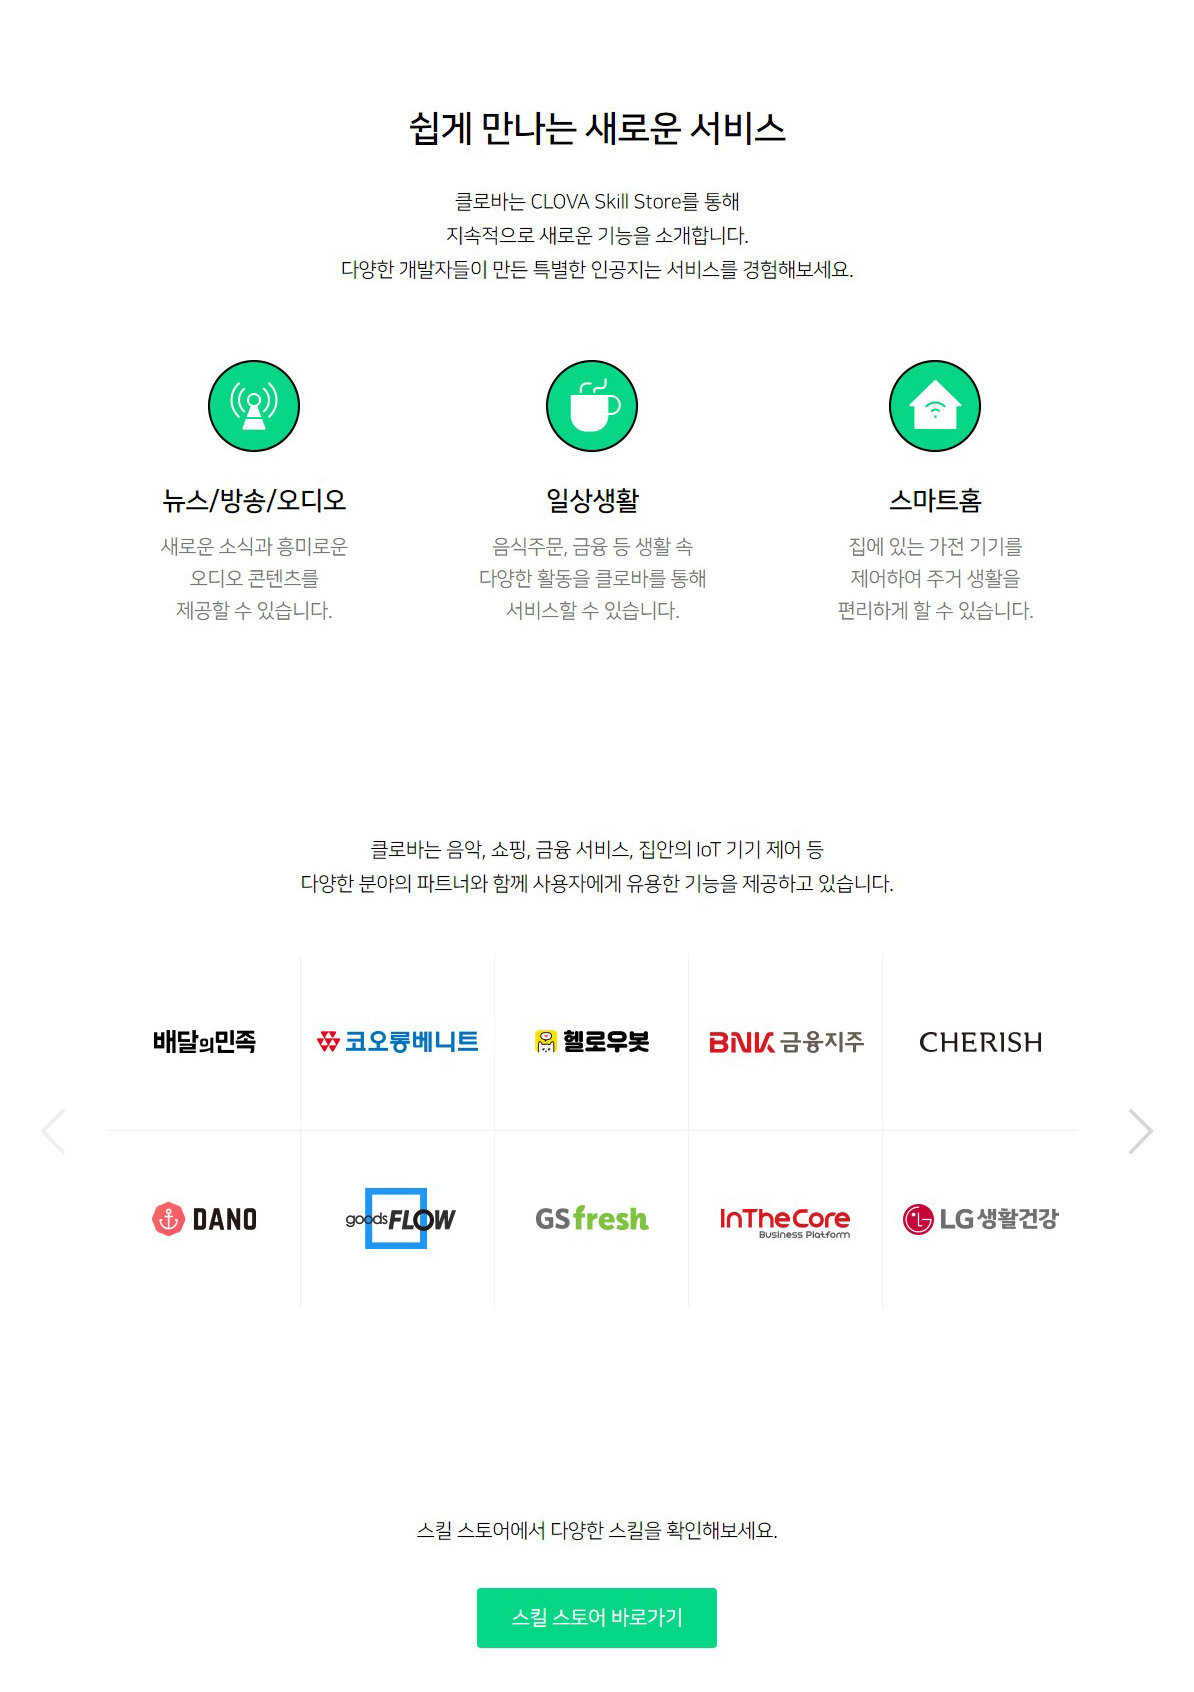 쉽게 만나는 새로운 서비스
클로바는 CLOVA Skill Store를 통해
지속적으로 새로운 기능을 소개합니다.
다양한 개발자들이 만든 특별한 인공지는 서비스를 경험해보세요.
뉴스/방송/오디오
일상생활
스마트홈
새로운 소식과 흥미로운
오디오 콘텐츠를
제공할 수 있습니다.
음식주문, 금융 등 생활 속
다양한 활동을 클로바를 통해
서비스할 수 있습니다.
집에 있는 가전 기기를
제어하여 주거 생활을
편리하게 할 수 있습니다.
클로바는 음악, 쇼핑, 금융 서비스, 집안의 IoT 기기 제어 등
다양한 분야의 파트너와 함께 사용자에게 유용한 기능을 제공하고 있습니다.
배달의민족
코오롱베니트
헬로우봇
BNK 금융지주
CHERISH
DANO
goodsFLOW
GS fresh
InTheCore
Business Platform
LG 생활건강
스킬 스토어에서 다양한 스킬을 확인해보세요.
스킬 스토어 바로가기